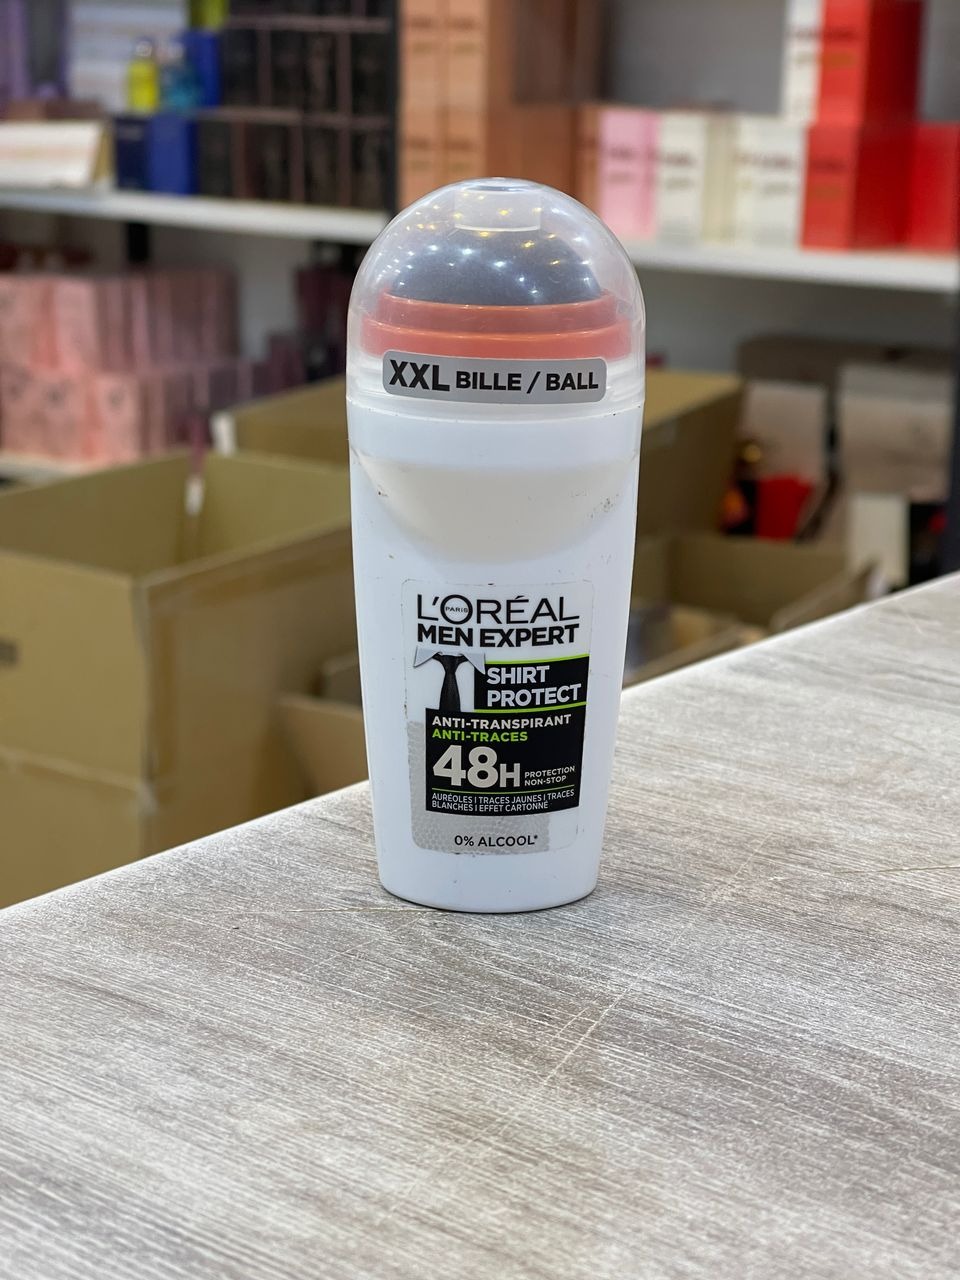 XXL BILLE / BALL
L'ORÉAL
PARIS
MEN EXPERT
SHIRT
PROTECT
ANTI-TRANSPIRANT
ANTI-TRACES
48H PROTECTION
NON-STOP
AURÉOLES I TRACES JAUNES I TRACES
BLANCHES I EFFET CARTONNÉ
0% ALCOOL*